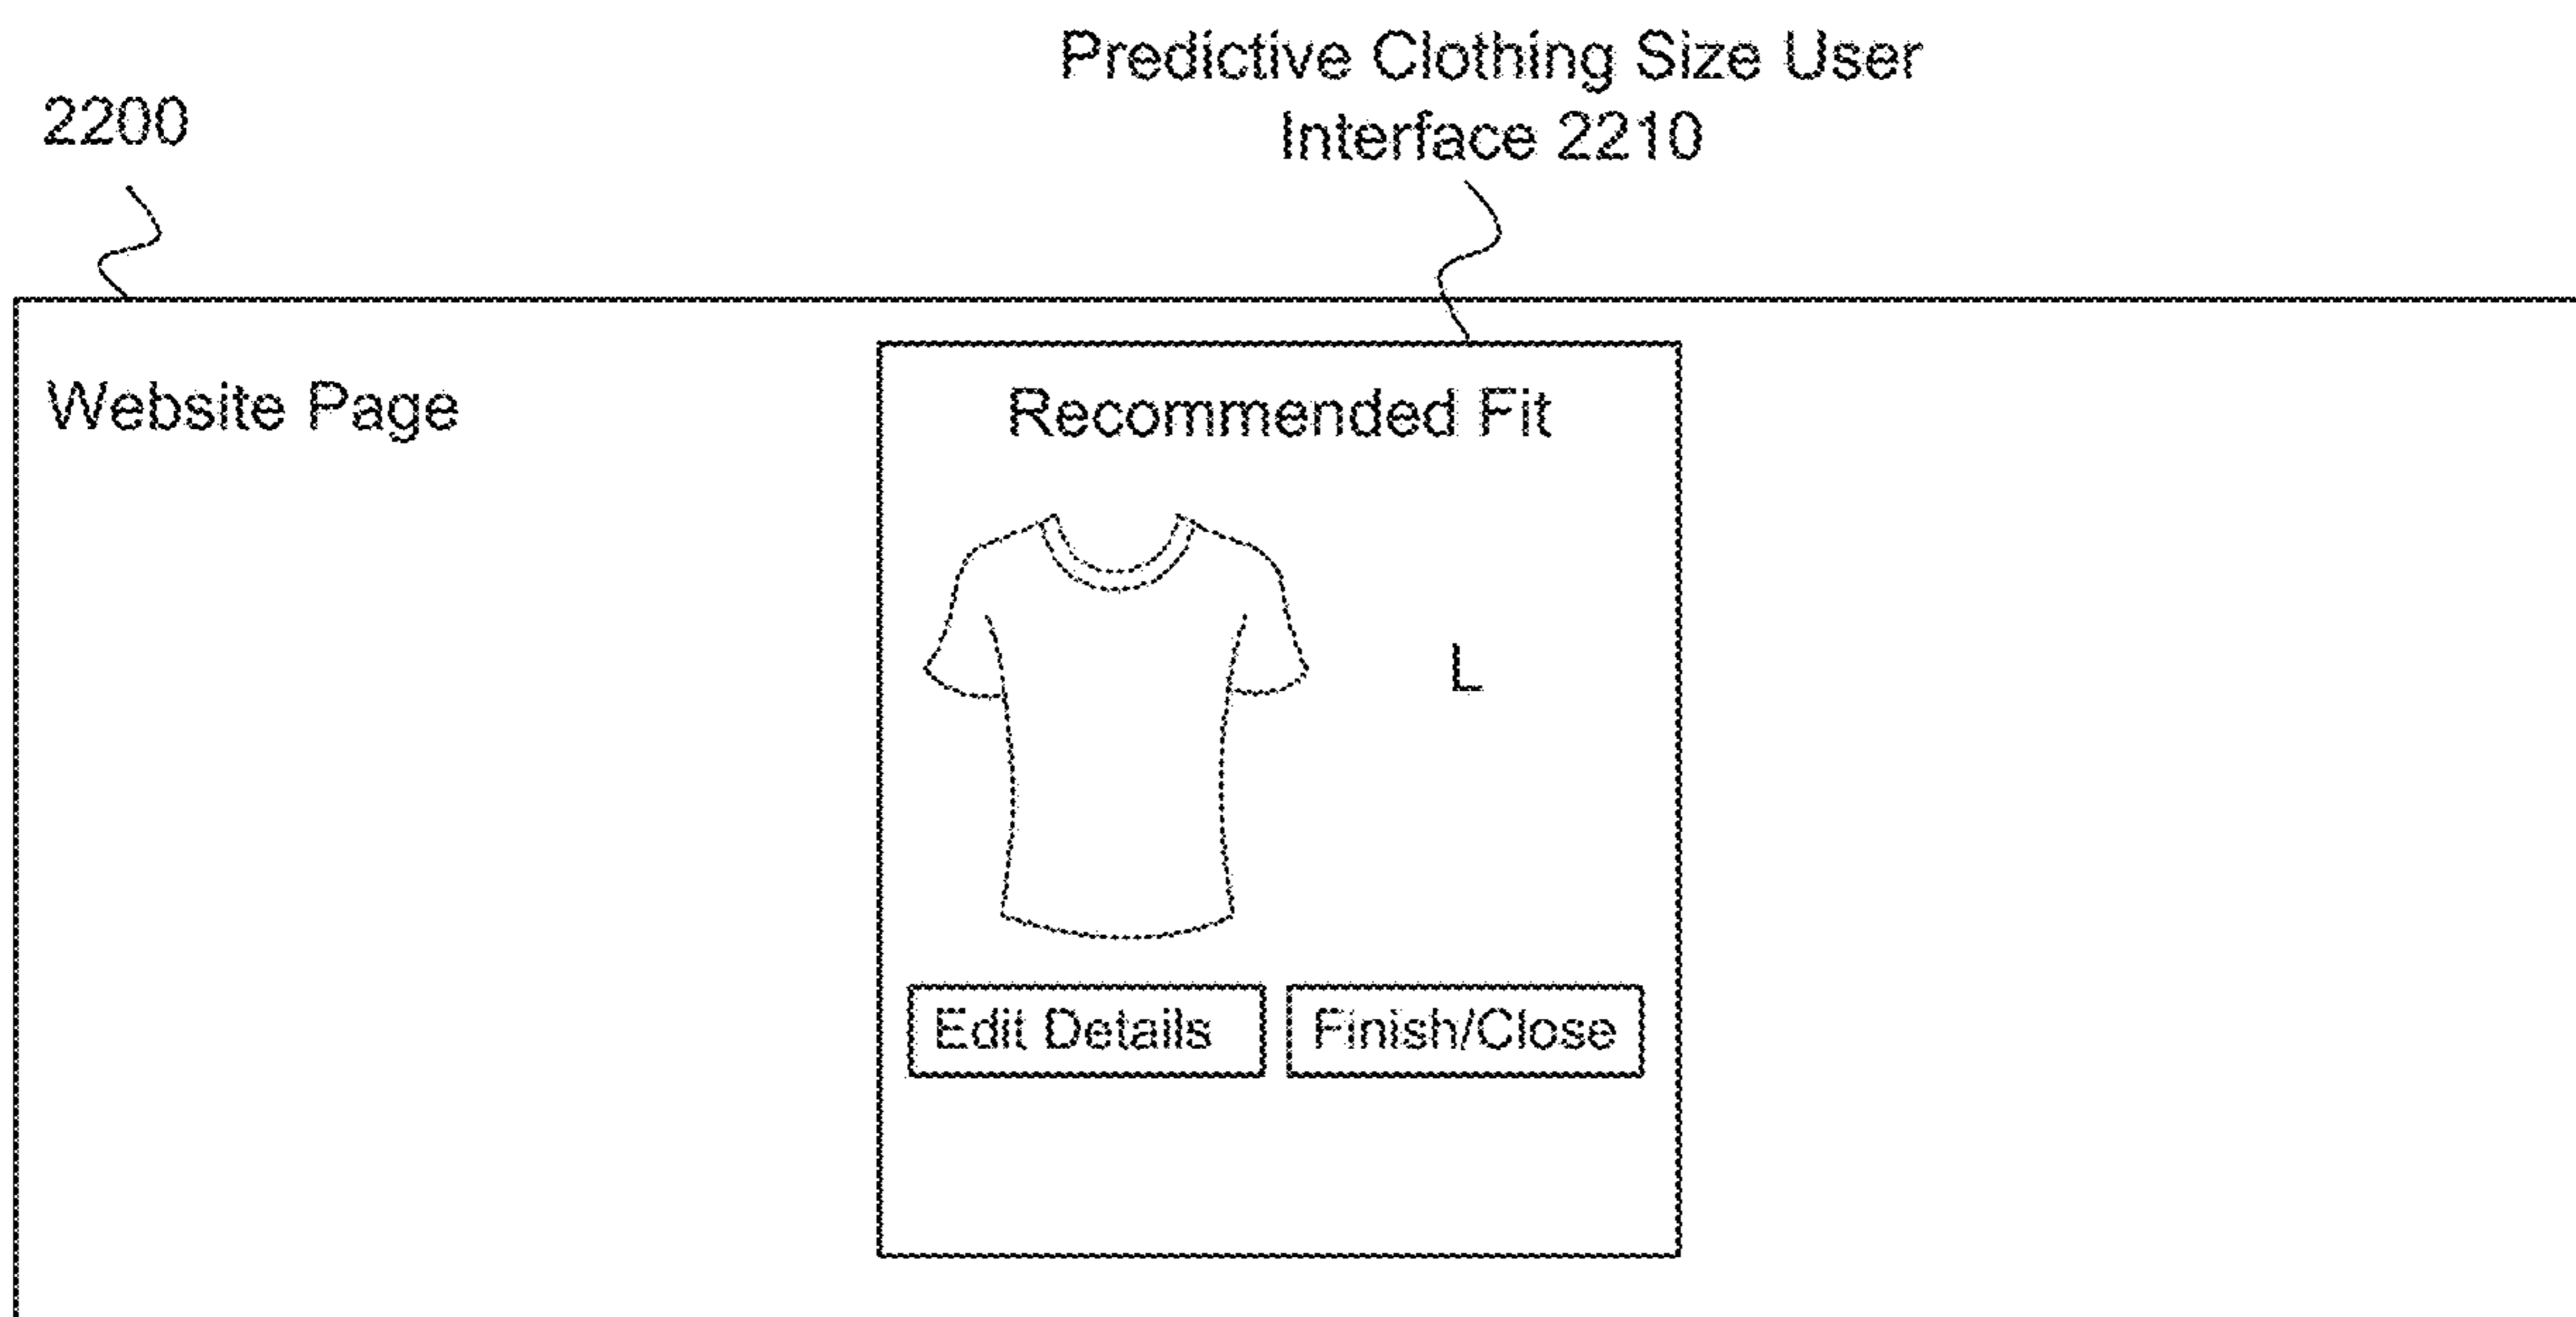 Predictive Clothing Size User
Interface 2210
2200
Website Page
Recommended Fit
L
Edit Details
Finish/Close